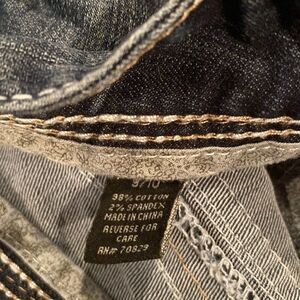 9/10
98% COTTON
2% SPANDEX
MADE IN CHINA
REVERSE FOR
CARE
RN# 70829